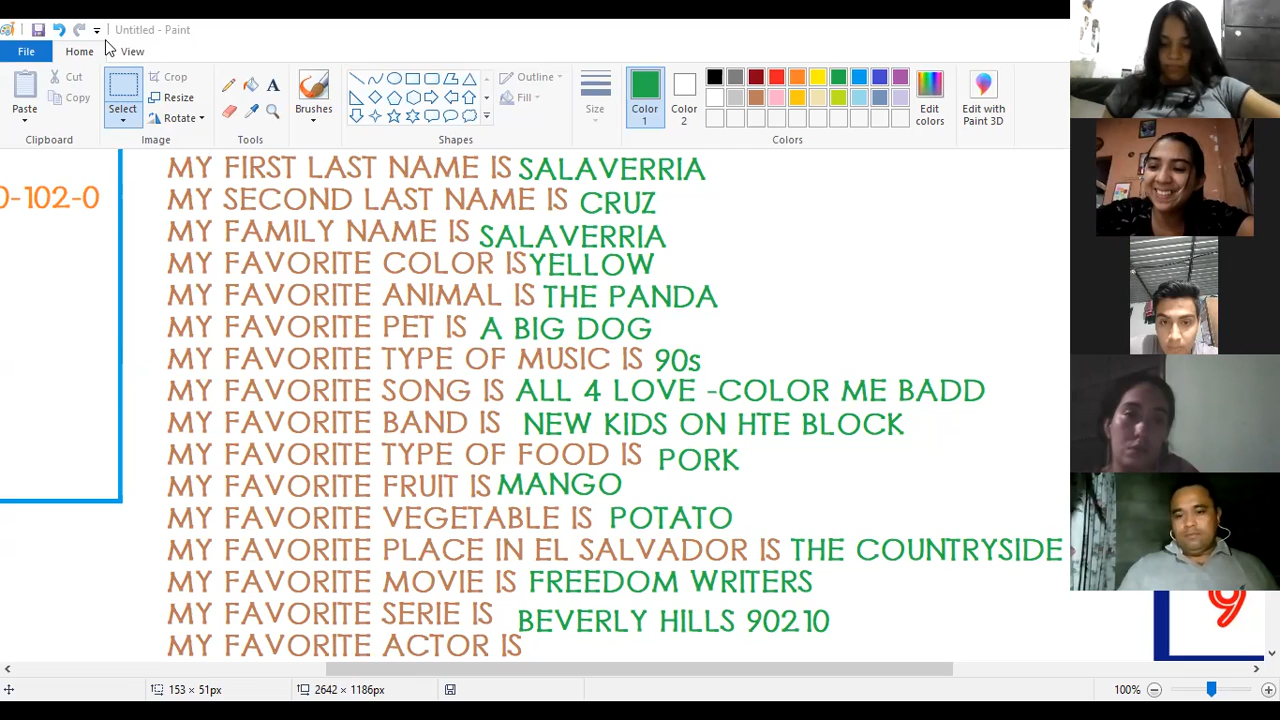 Untitled - Paint
File Home View
Paste Cut Copy Clipboard
Select Crop Resize Rotate Image
Tools
Brushes
Outline Fill Shapes
Size
Color 1 Color 2 Edit colors Colors
Edit with Paint 3D
0-102-0
MY FIRST LAST NAME IS SALAVERRIA
MY SECOND LAST NAME IS CRUZ
MY FAMILY NAME IS SALAVERRIA
MY FAVORITE COLOR IS YELLOW
MY FAVORITE ANIMAL IS THE PANDA
MY FAVORITE PET IS A BIG DOG
MY FAVORITE TYPE OF MUSIC IS 90s
MY FAVORITE SONG IS ALL 4 LOVE -COLOR ME BADD
MY FAVORITE BAND IS NEW KIDS ON HTE BLOCK
MY FAVORITE TYPE OF FOOD IS PORK
MY FAVORITE FRUIT IS MANGO
MY FAVORITE VEGETABLE IS POTATO
MY FAVORITE PLACE IN EL SALVADOR IS THE COUNTRYSIDE
MY FAVORITE MOVIE IS FREEDOM WRITERS
MY FAVORITE SERIE IS BEVERLY HILLS 90210
MY FAVORITE ACTOR IS
9
153 × 51px 2642 × 1186px 100%